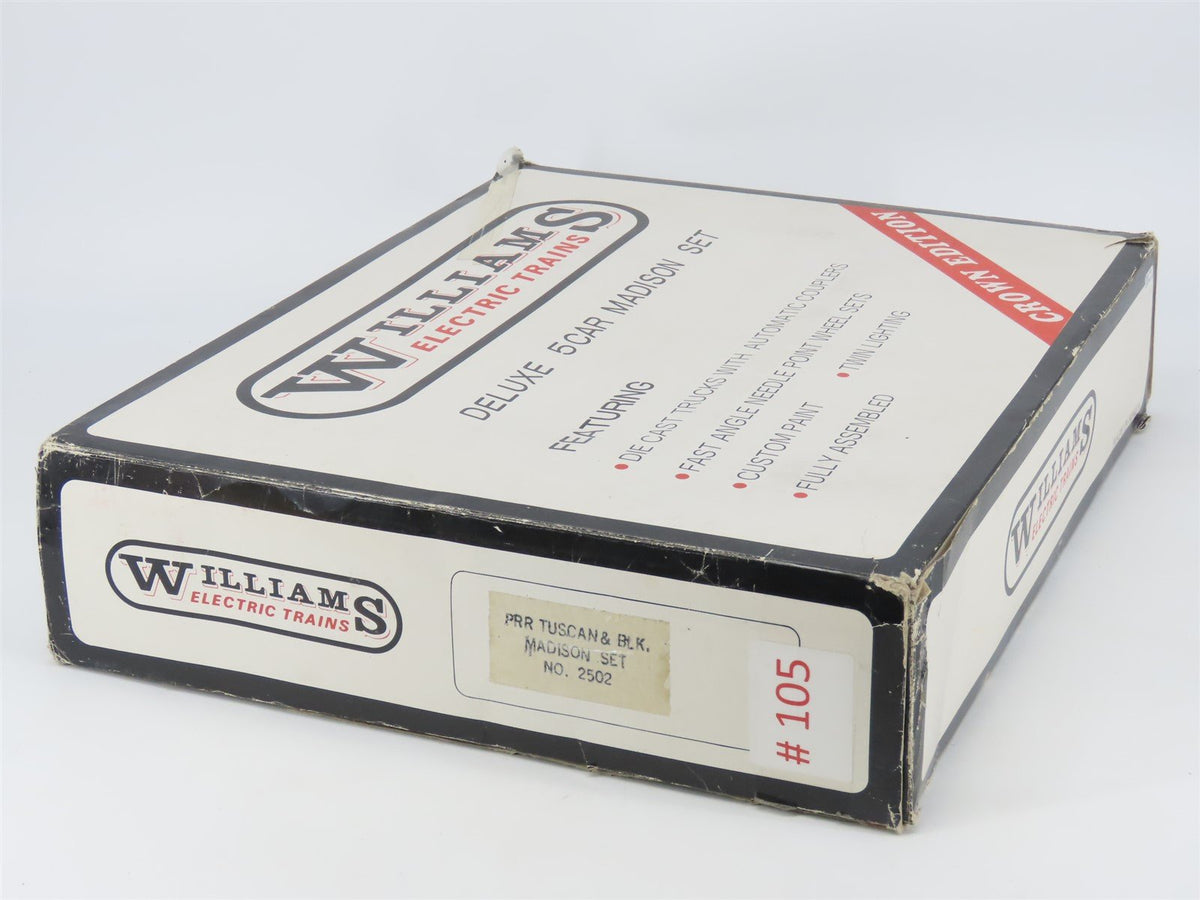 WILLIAMS
ELECTRIC TRAINS
DELUXE 5CAR MADISON SET
FEATURING
•DIE CAST TRUCKS WITH AUTOMATIC COUPLERS
•FAST ANGLE NEEDLE POINT WHEEL SETS
•CUSTOM PAINT •TWIN LIGHTING
•FULLY ASSEMBLED
CROWN EDITION
WILLIAMS
ELECTRIC TRAINS
PRR TUSCAN & BLK.
MADISON SET
NO. 2502
# 105
WILLIAMS
ELECTRIC TRAINS